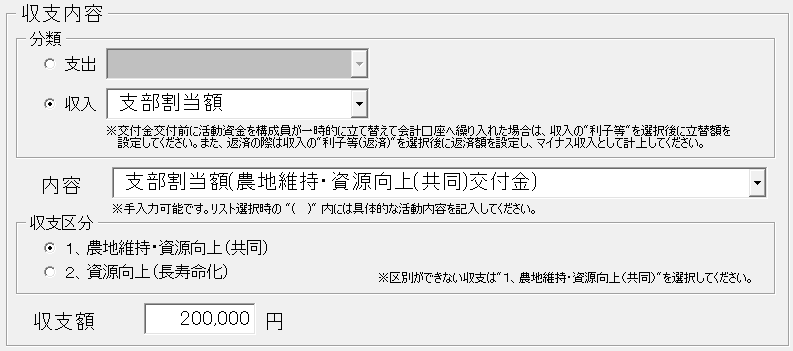 収支内容
分類
支出
収入 支部割当額
※交付金交付前に活動資金を構成員が一時的に立て替えて会計口座へ繰り入れた場合は、収入の"利子等"を選択後に立替額を
設定してください。また、返済の際は収入の"利子等(返済)"を選択後に返済額を設定し、マイナス収入として計上してください。
内容 支部割当額(農地維持・資源向上(共同)交付金)
※手入力可能です。リスト選択時の "(　)" 内には具体的な活動内容を記入してください。
収支区分
1、農地維持・資源向上(共同)
2、資源向上(長寿命化)
※区別ができない収支は"1、農地維持・資源向上(共同)"を選択してください。
収支額 200,000 円